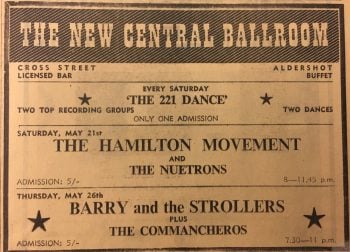 THE NEW CENTRAL BALLROOM
CROSS STREET ALDERSHOT
LICENSED BAR BUFFET
EVERY SATURDAY
'THE 221 DANCE'
TWO TOP RECORDING GROUPS TWO DANCES
ONLY ONE ADMISSION
SATURDAY, MAY 21st
THE HAMILTON MOVEMENT
AND
THE NUETRONS
ADMISSION: 5/- 8—11.45 p.m.
THURSDAY, MAY 26th
BARRY and the STROLLERS
PLUS
THE COMMANCHEROS
ADMISSION: 5/- 7.30—11 p.m.